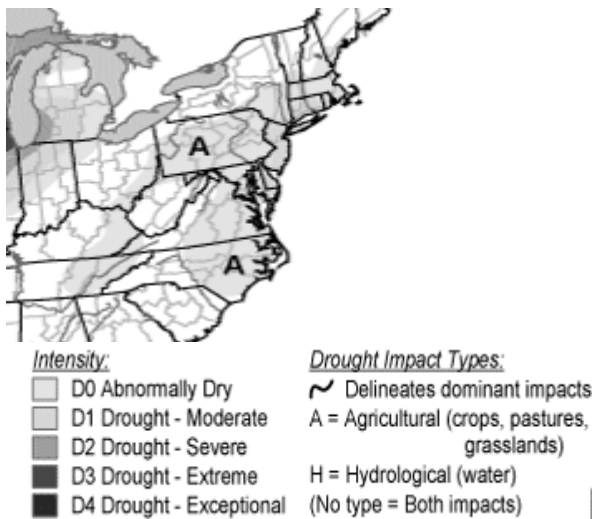 A
A
Intensity:
D0 Abnormally Dry
D1 Drought - Moderate
D2 Drought - Severe
D3 Drought - Extreme
D4 Drought - Exceptional
Drought Impact Types:
Delineates dominant impacts
A = Agricultural (crops, pastures,
grasslands)
H = Hydrological (water)
(No type = Both impacts)